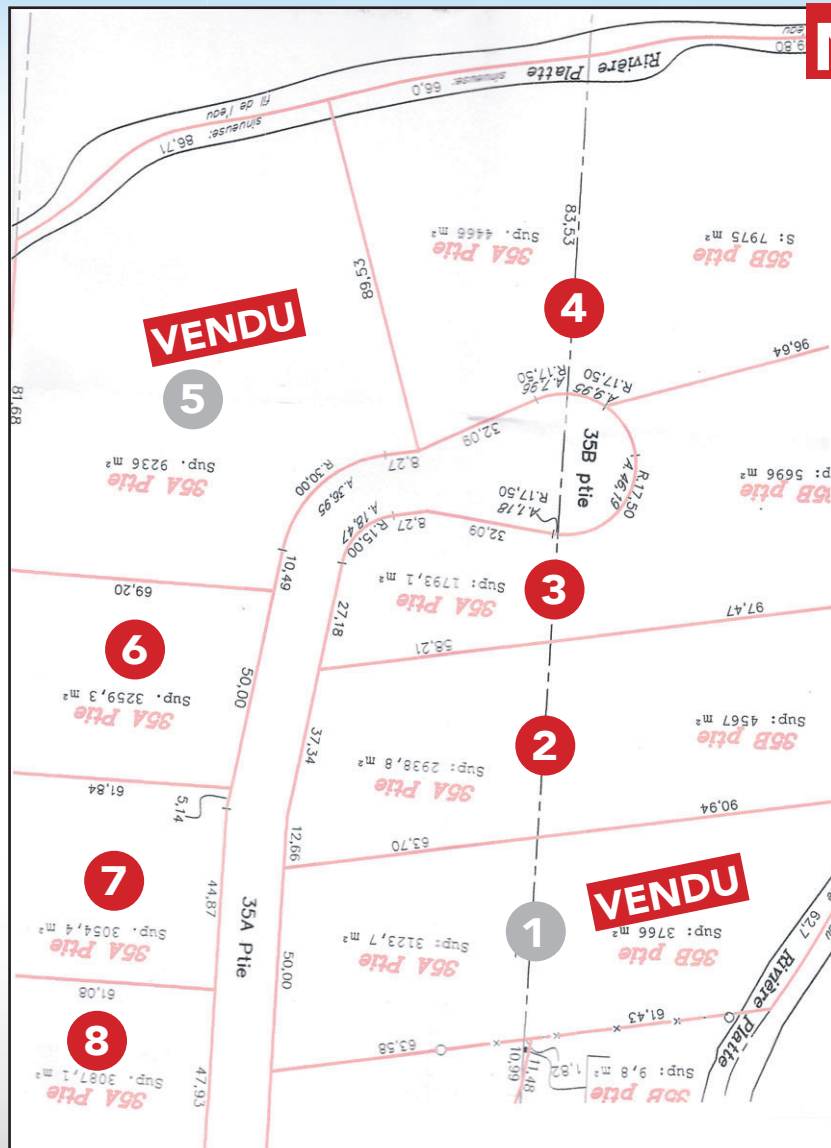 N
l'eau
9,80
Rivière Platte
sinueuse: 66,0
fil de l'eau
sinueuse: 86,71
83,53
35A Ptie
Sup. 4466 m²
35B ptie
S: 7975 m²
89,53
VENDU
4
96,64
5
81,68
R.17,50
A.7,96
A.9,95
R.17,50
35A Ptie
Sup. 9236 m²
32,09
8,27
R.30,00
A.36,95
35B ptie
R.17,50
A.46,19
35B ptie
p: 5696 m²
R.17,50
A.1,18
A.18,47
R.15,00
8,27
32,09
10,49
69,20
35A Ptie
Sup: 1793,1 m²
3
27,18
97,47
58,21
6
50,00
35A Ptie
Sup. 3259,3 m²
37,34
35A Ptie
Sup: 2938,8 m²
2
35B ptie
Sup: 4567 m²
61,84
5,14
90,94
12,66
63,70
7
44,87
35A Ptie
VENDU
1
35A Ptie
Sup. 3054,4 m²
35A Ptie
Sup: 3123,7 m²
35B ptie
Sup: 3766 m²
62,7
Rivière Platte
50,00
61,08
61,43
8
63,58
35A Ptie
Sup. 3087,1 m²
47,93
10,99
11,48
1,82
35B ptie
Sup: 9,8 m²